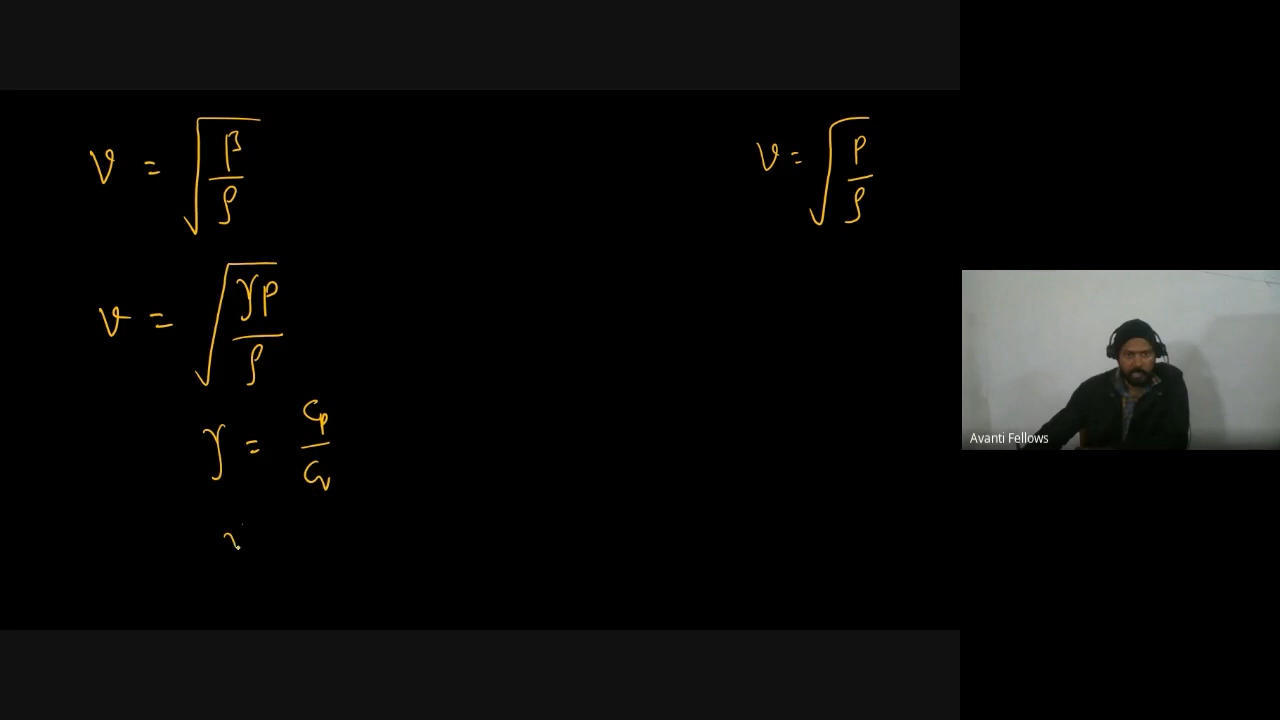 v = √(β/ρ)
v = √(P/ρ)
v = √(γP/ρ)
γ = Cp/Cv
Avanti Fellows